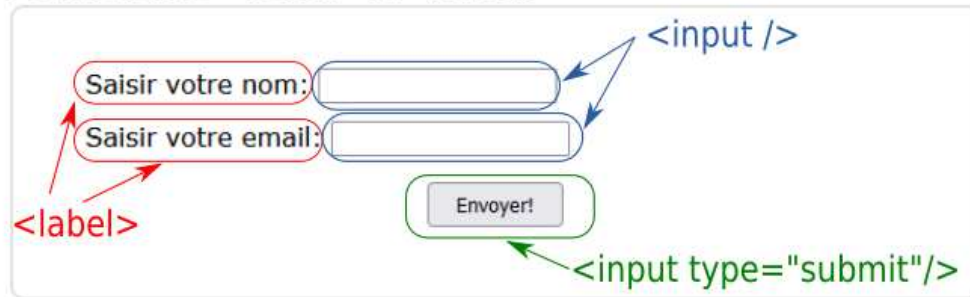 <input />
Saisir votre nom:
Saisir votre email:
<label>
Envoyer!
<input type="submit"/>